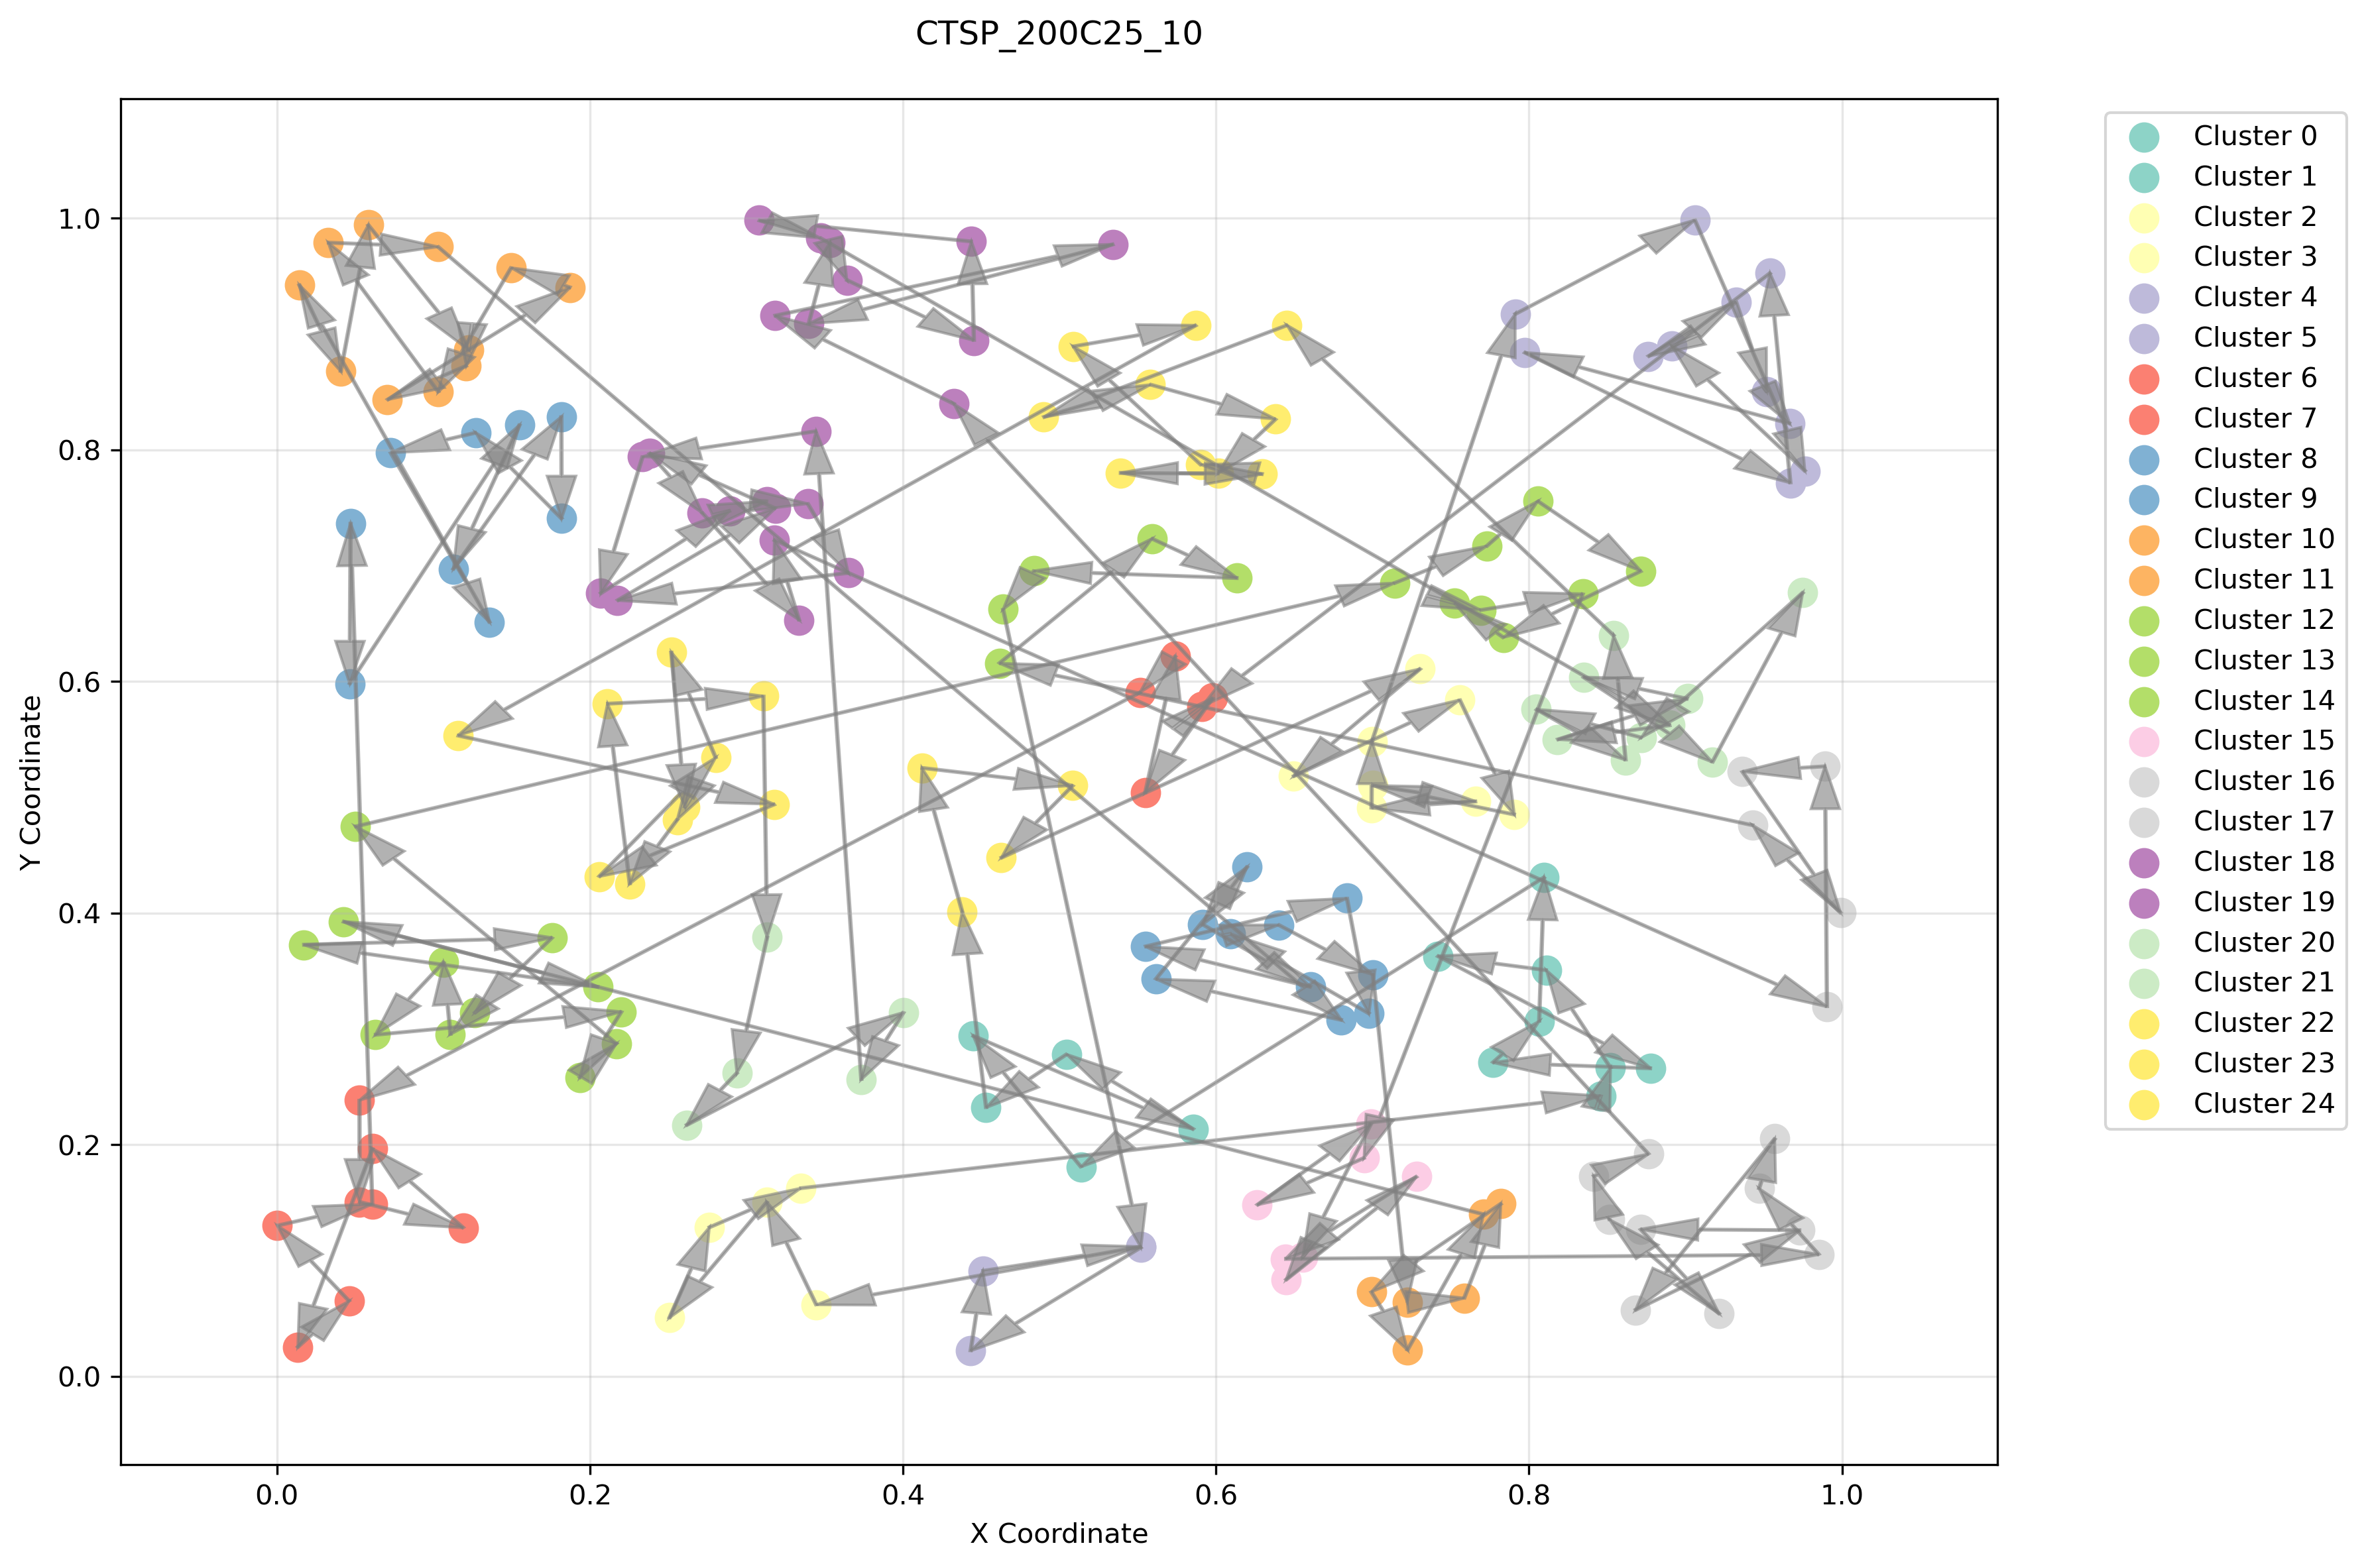 CTSP_200C25_10
1.0
0.8
0.6
0.4
0.2
0.0
Y Coordinate
0.0 0.2 0.4 0.6 0.8 1.0
X Coordinate
Cluster 0
Cluster 1
Cluster 2
Cluster 3
Cluster 4
Cluster 5
Cluster 6
Cluster 7
Cluster 8
Cluster 9
Cluster 10
Cluster 11
Cluster 12
Cluster 13
Cluster 14
Cluster 15
Cluster 16
Cluster 17
Cluster 18
Cluster 19
Cluster 20
Cluster 21
Cluster 22
Cluster 23
Cluster 24